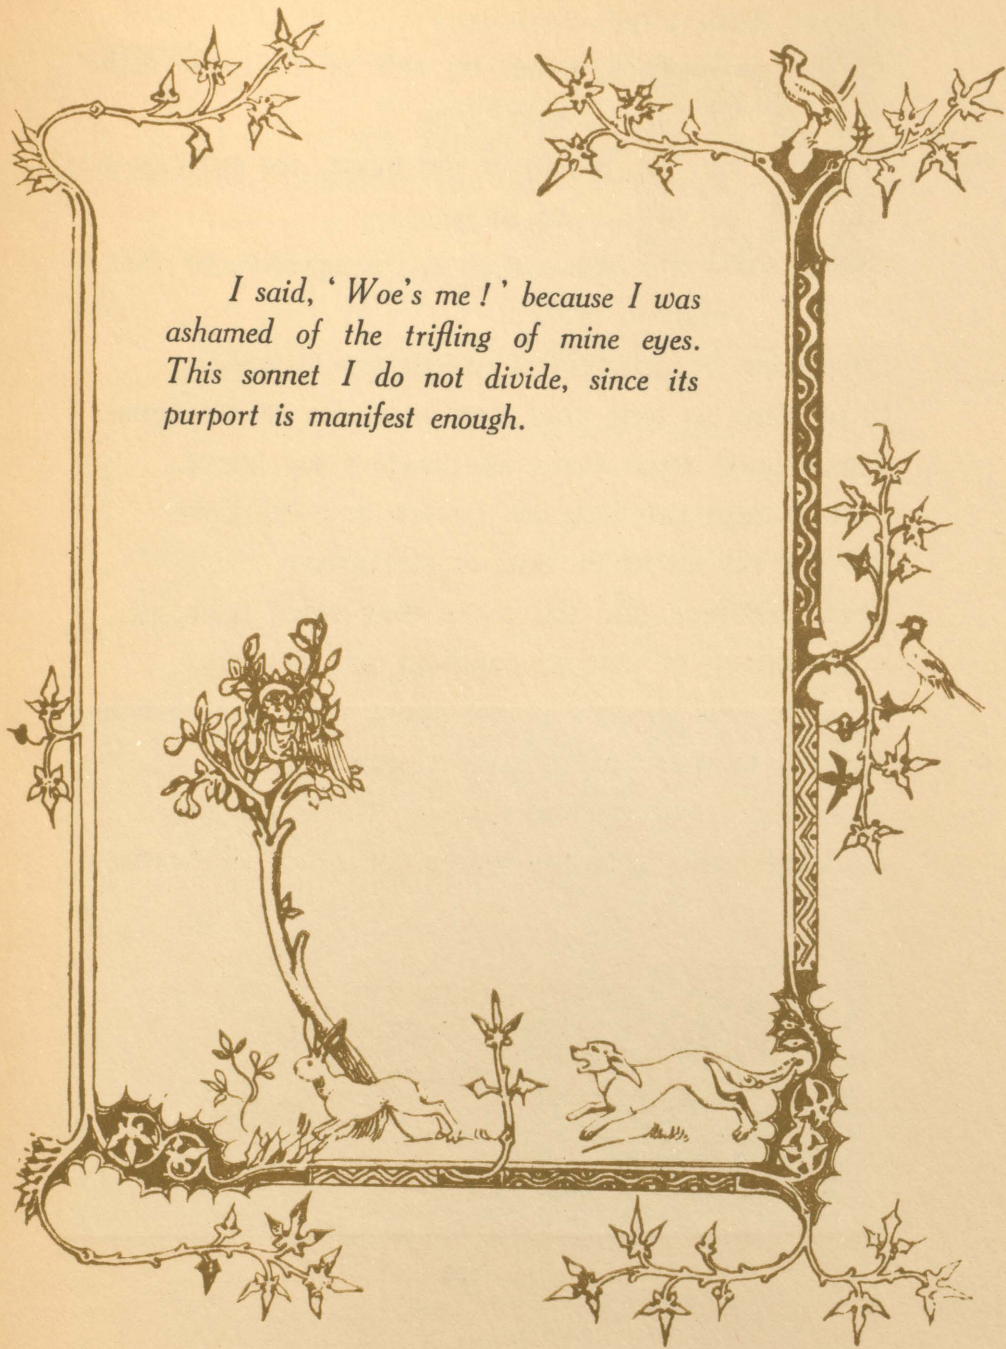 I said, ‘ Woe's me ! ’ because I was
ashamed of the trifling of mine eyes.
This sonnet I do not divide, since its
purport is manifest enough.